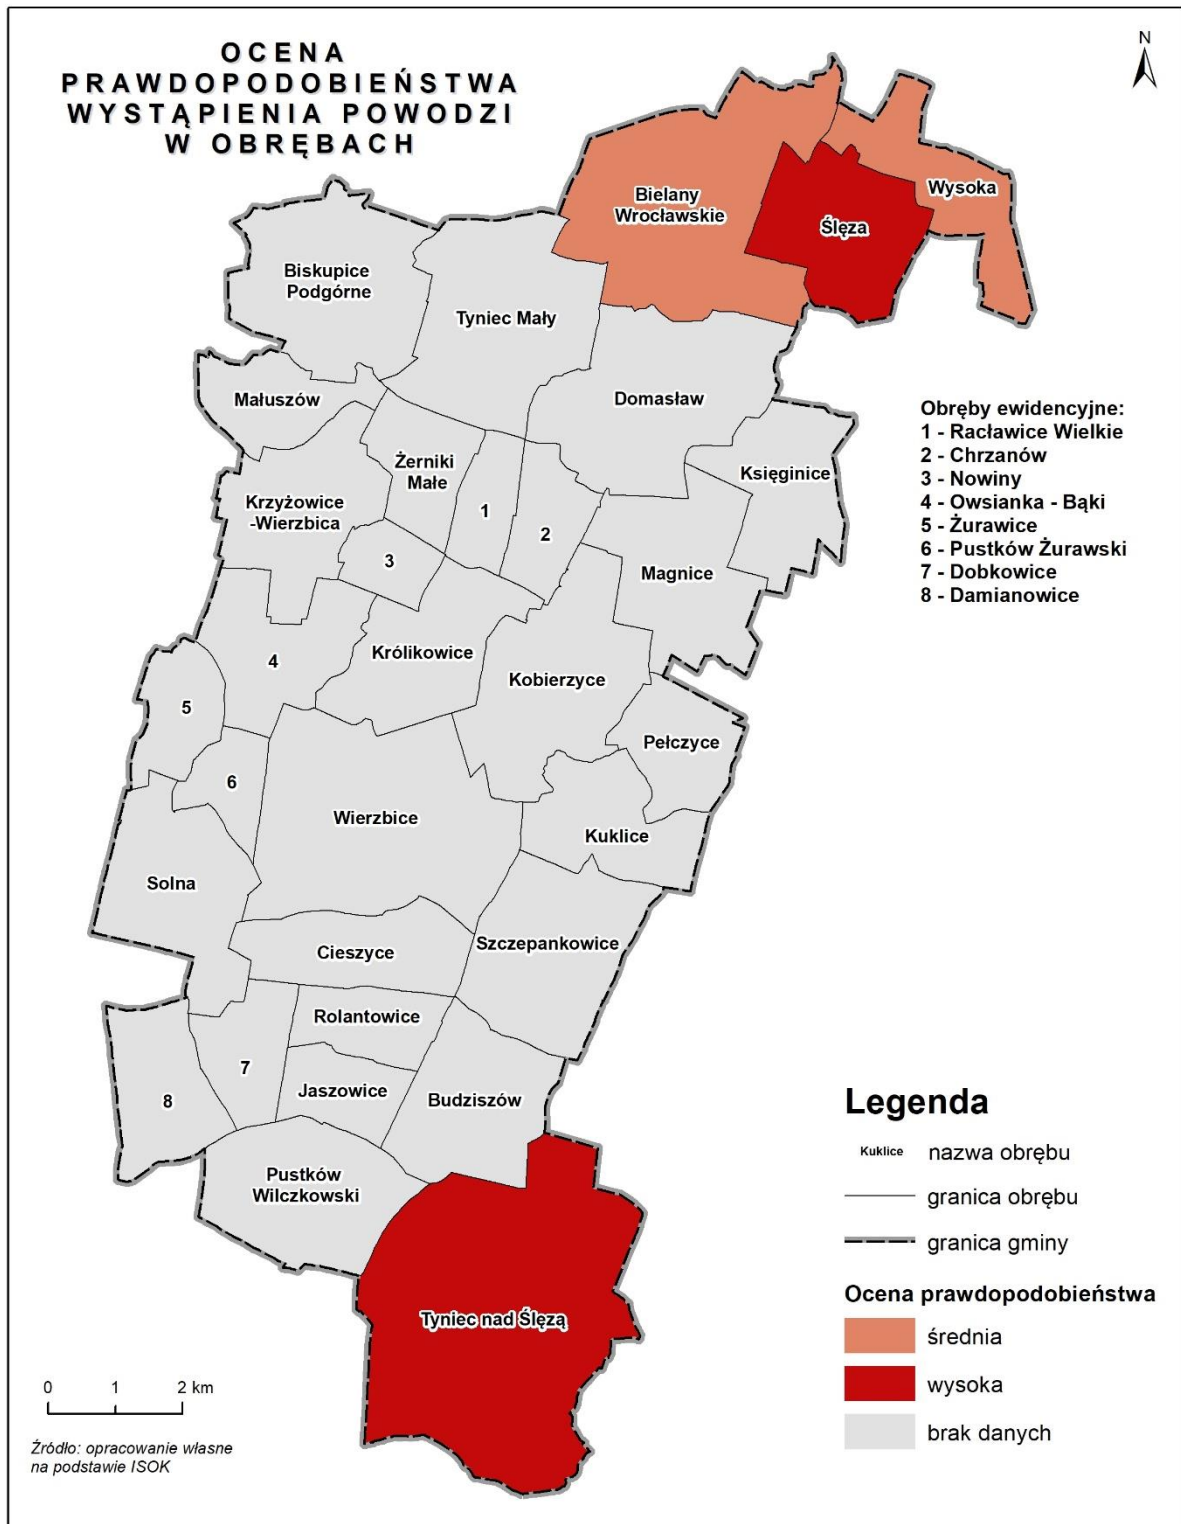 OCENA
PRAWDOPODOBIEŃSTWA
WYSTĄPIENIA POWODZI
W OBRĘBACH
N
Bielany
Wrocławskie
Wysoka
Ślęza
Biskupice
Podgórne
Tyniec Mały
Małuszów
Domasław
Żerniki
Małe
Księginice
Krzyżowice
-Wierzbica
1
2
3
Magnice
4
Królikowice
Kobierzyce
5
Pełczyce
6
Wierzbice
Kuklice
Solna
Cieszyce
Szczepankowice
Rolantowice
7
Jaszowice
8
Budziszów
Pustków
Wilczkowski
Tyniec nad Ślęzą
Obręby ewidencyjne:
1 - Racławice Wielkie
2 - Chrzanów
3 - Nowiny
4 - Owsianka - Bąki
5 - Żurawice
6 - Pustków Żurawski
7 - Dobkowice
8 - Damianowice
Legenda
Kuklice nazwa obrębu
granica obrębu
granica gminy
Ocena prawdopodobieństwa
średnia
wysoka
brak danych
0 1 2 km
Źródło: opracowanie własne
na podstawie ISOK